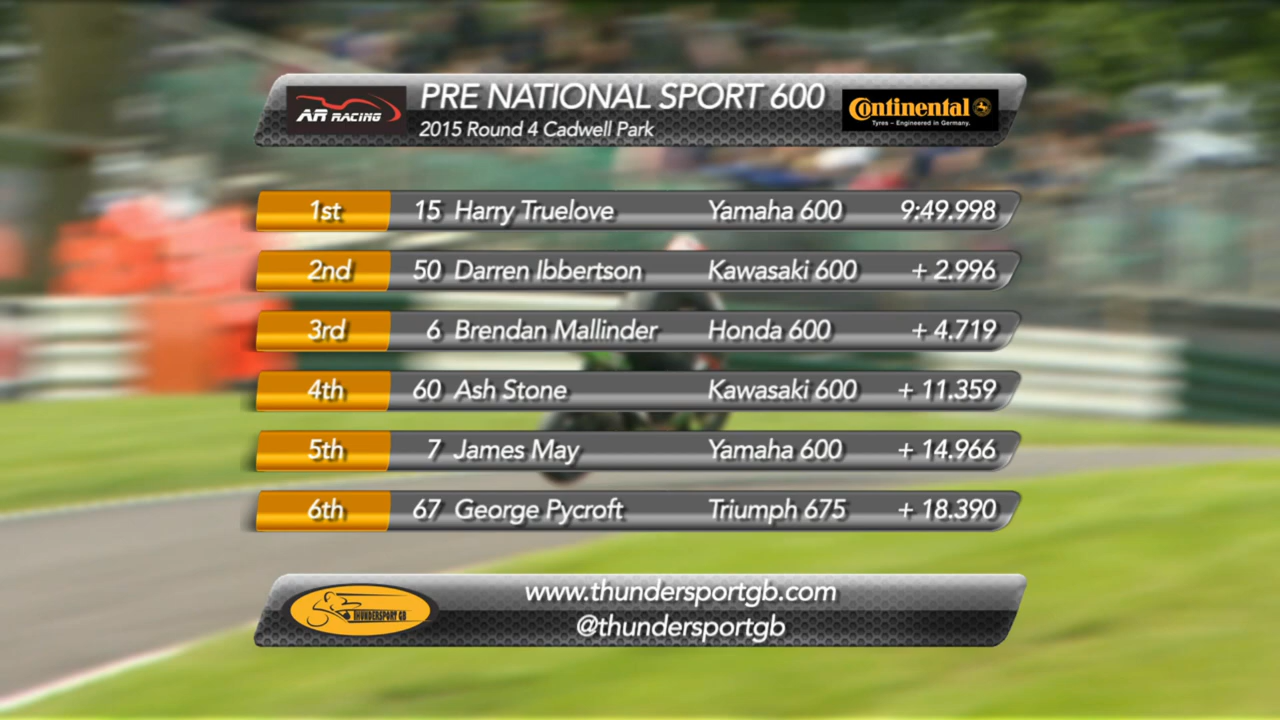 AR RACING
PRE NATIONAL SPORT 600
2015 Round 4 Cadwell Park
Continental
Tyres – Engineered in Germany.
1st 15 Harry Truelove Yamaha 600 9:49.998
2nd 50 Darren Ibbertson Kawasaki 600 + 2.996
3rd 6 Brendan Mallinder Honda 600 + 4.719
4th 60 Ash Stone Kawasaki 600 + 11.359
5th 7 James May Yamaha 600 + 14.966
6th 67 George Pycroft Triumph 675 + 18.390
THUNDERSPORT GB
www.thundersportgb.com
@thundersportgb